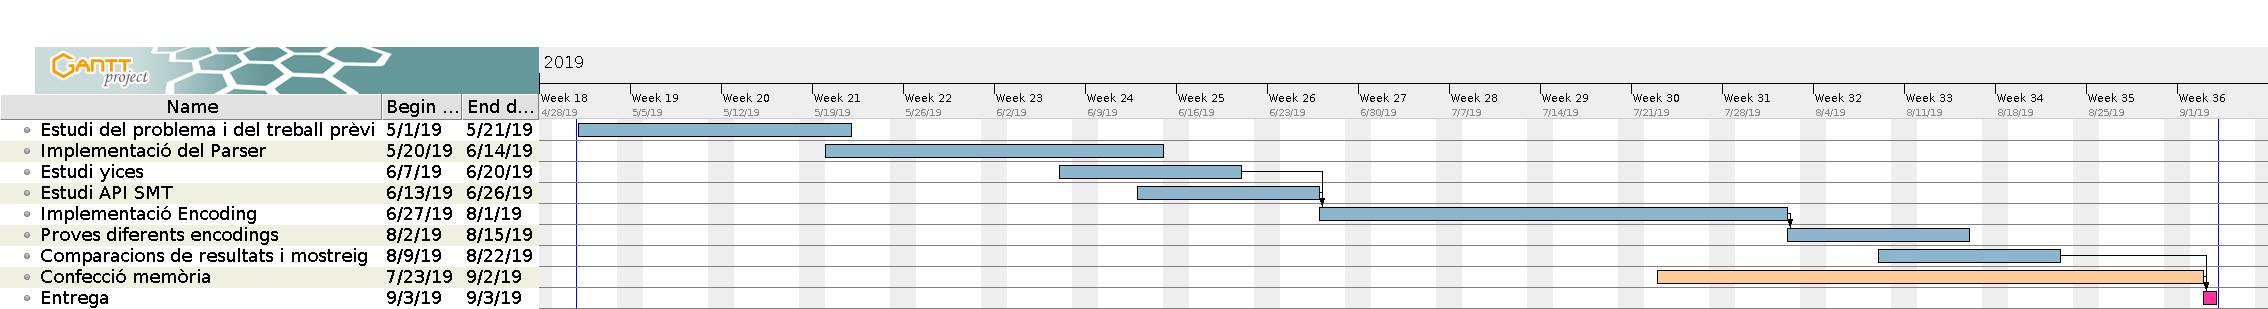 2019
GANTT
project
Name Begin ... End d...
Week 18 Week 19 Week 20 Week 21 Week 22 Week 23 Week 24 Week 25 Week 26 Week 27 Week 28 Week 29 Week 30 Week 31 Week 32 Week 33 Week 34 Week 35 Week 36
4/28/19 5/5/19 5/12/19 5/19/19 5/26/19 6/2/19 6/9/19 6/16/19 6/23/19 6/30/19 7/7/19 7/14/19 7/21/19 7/28/19 8/4/19 8/11/19 8/18/19 8/25/19 9/1/19
Estudi del problema i del treball prèvi 5/1/19 5/21/19
Implementació del Parser 5/20/19 6/14/19
Estudi yices 6/7/19 6/20/19
Estudi API SMT 6/13/19 6/26/19
Implementació Encoding 6/27/19 8/1/19
Proves diferents encodings 8/2/19 8/15/19
Comparacions de resultats i mostreig 8/9/19 8/22/19
Confecció memòria 7/23/19 9/2/19
Entrega 9/3/19 9/3/19